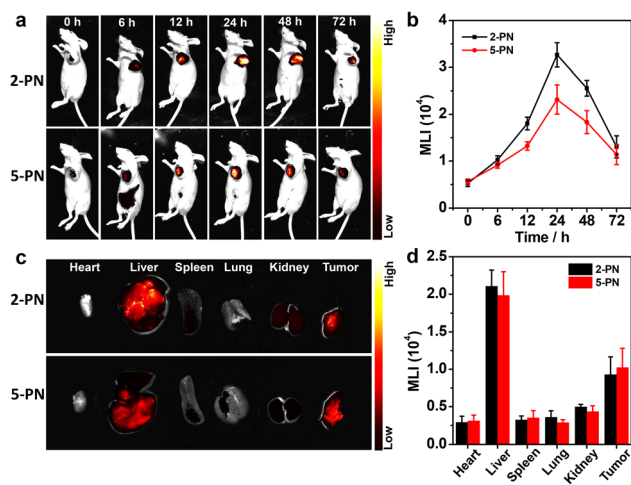 a
0 h 6 h 12 h 24 h 48 h 72 h
2-PN
5-PN
High
Low
b
2-PN
5-PN
MLI (10⁴)
4
3
2
1
0
0 6 12 24 48 72
Time / h
c
Heart Liver Spleen Lung Kidney Tumor
2-PN
5-PN
High
Low
d
2-PN
5-PN
MLI (10⁴)
2.5
2.0
1.5
1.0
0.5
0.0
Heart Liver Spleen Lung Kidney Tumor